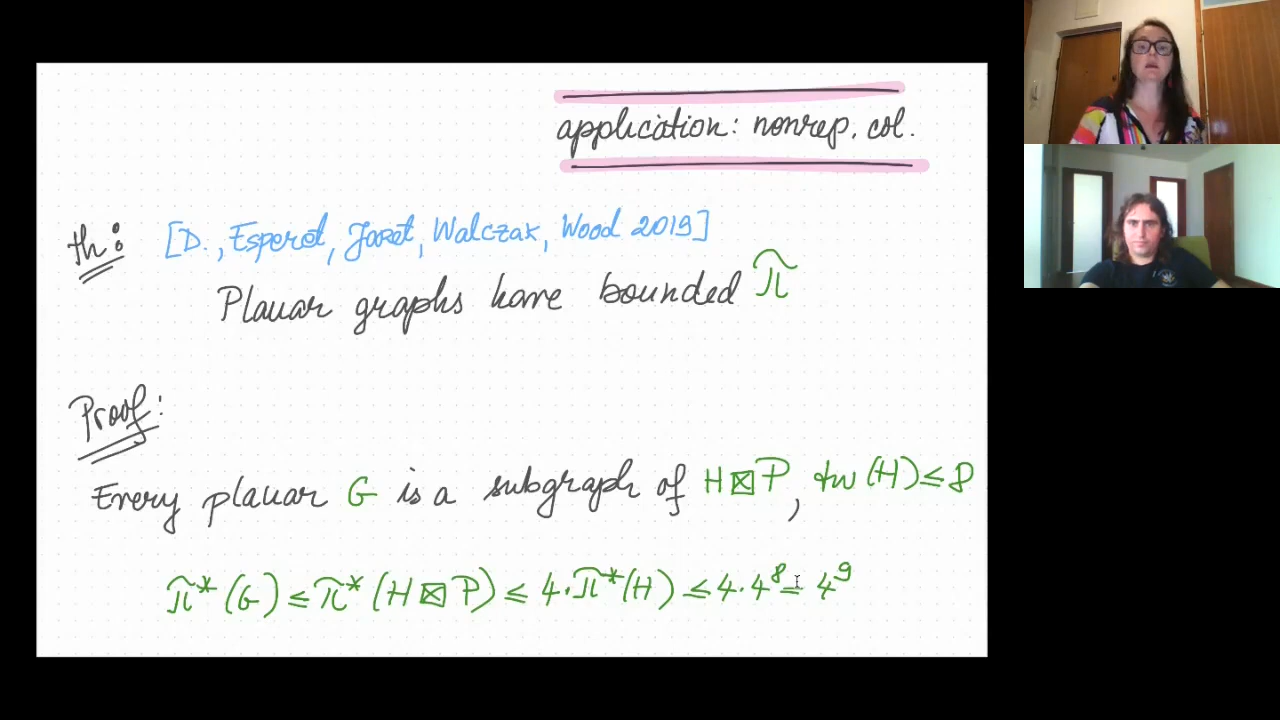 application: nonrep. col.
th: [D., Esperet, Joret, Walczak, Wood 2019]
Planar graphs have bounded π
Proof:
Every planar G is a subgraph of H⊠P, tw(H)≤8
π*(G) ≤ π*(H⊠P) ≤ 4·π*(H) ≤ 4·4⁸ = 4⁹